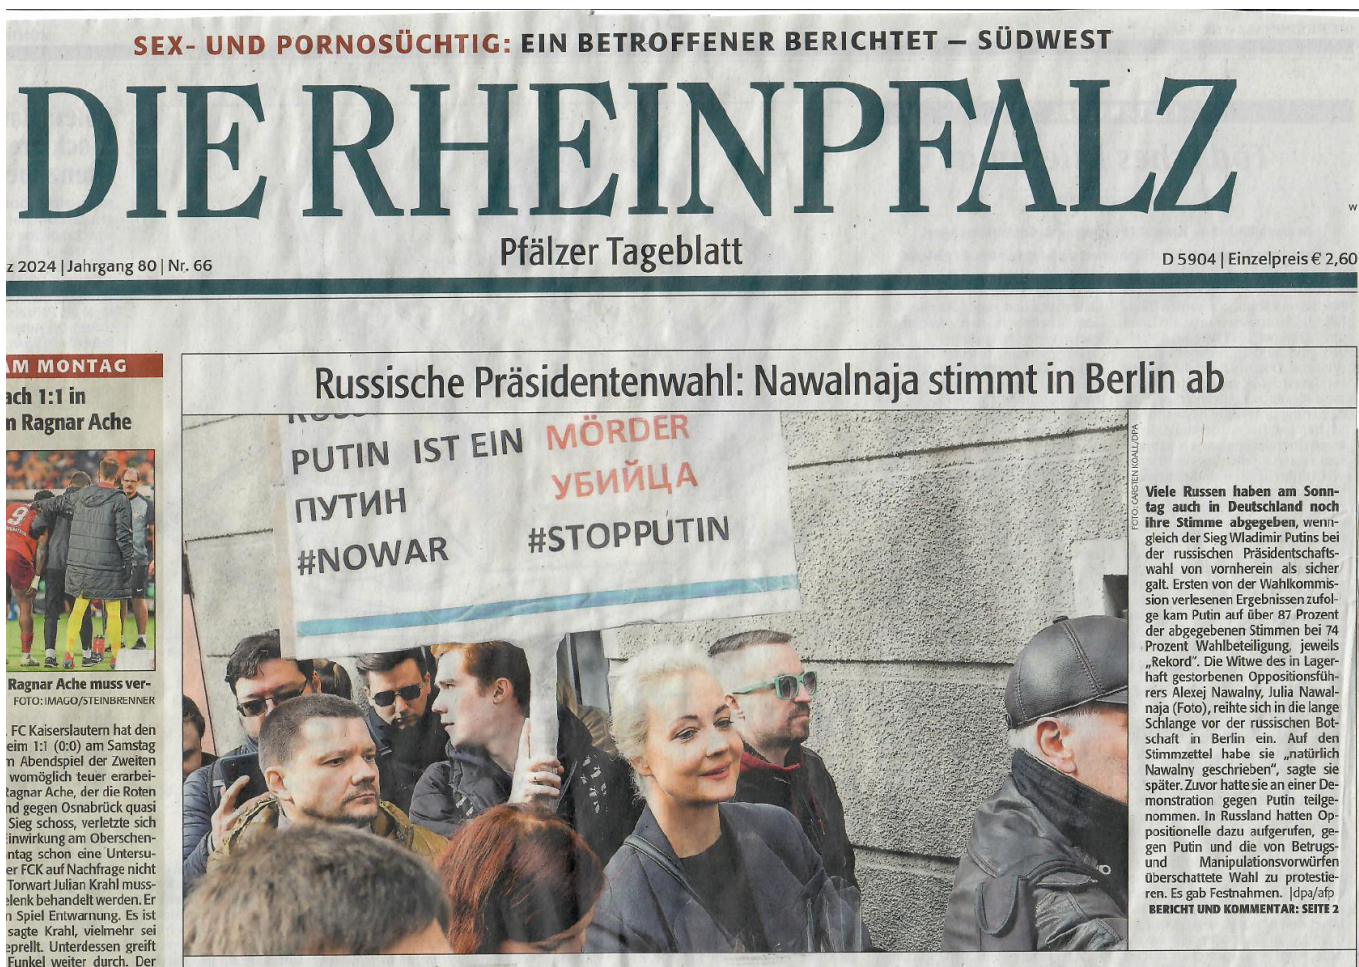 SEX- UND PORNOSÜCHTIG: EIN BETROFFENER BERICHTET – SÜDWEST
DIE RHEINPFALZ
Pfälzer Tageblatt
z 2024 | Jahrgang 80 | Nr. 66
D 5904 | Einzelpreis € 2,60
AM MONTAG
ach 1:1 in
n Ragnar Ache
9
Ragnar Ache muss ver-
FOTO: IMAGO/STEINBRENNER
. FC Kaiserslautern hat den
eim 1:1 (0:0) am Samstag
n Abendspiel der Zweiten
womöglich teuer erarbei-
Ragnar Ache, der die Roten
nd gegen Osnabrück quasi
Sieg schoss, verletzte sich
inwirkung am Oberschen-
ntag schon eine Untersu-
er FCK auf Nachfrage nicht
Torwart Julian Krahl muss-
elenk behandelt werden. Er
n Spiel Entwarnung. Es ist
sagte Krahl, vielmehr sei
eprellt. Unterdessen greift
Funkel weiter durch. Der
Russische Präsidentenwahl: Nawalnaja stimmt in Berlin ab
PUTIN IST EIN MÖRDER
ПУТИН УБИЙЦА
#NOWAR #STOPPUTIN
FOTO: CARSTEN KOALL/DPA
Viele Russen haben am Sonn-
tag auch in Deutschland noch
ihre Stimme abgegeben, wenn-
gleich der Sieg Wladimir Putins bei
der russischen Präsidentschafts-
wahl von vornherein als sicher
galt. Ersten von der Wahlkommis-
sion verlesenen Ergebnissen zufol-
ge kam Putin auf über 87 Prozent
der abgegebenen Stimmen bei 74
Prozent Wahlbeteiligung, jeweils
„Rekord“. Die Witwe des in Lager-
haft gestorbenen Oppositionsfüh-
rers Alexej Nawalny, Julia Nawal-
naja (Foto), reihte sich in die lange
Schlange vor der russischen Bot-
schaft in Berlin ein. Auf den
Stimmzettel habe sie „natürlich
Nawalny geschrieben“, sagte sie
später. Zuvor hatte sie an einer De-
monstration gegen Putin teilge-
nommen. In Russland hatten Op-
positionelle dazu aufgerufen, ge-
gen Putin und die von Betrugs-
und Manipulationsvorwürfen
überschattete Wahl zu protestie-
ren. Es gab Festnahmen. |dpa/afp
BERICHT UND KOMMENTAR: SEITE 2